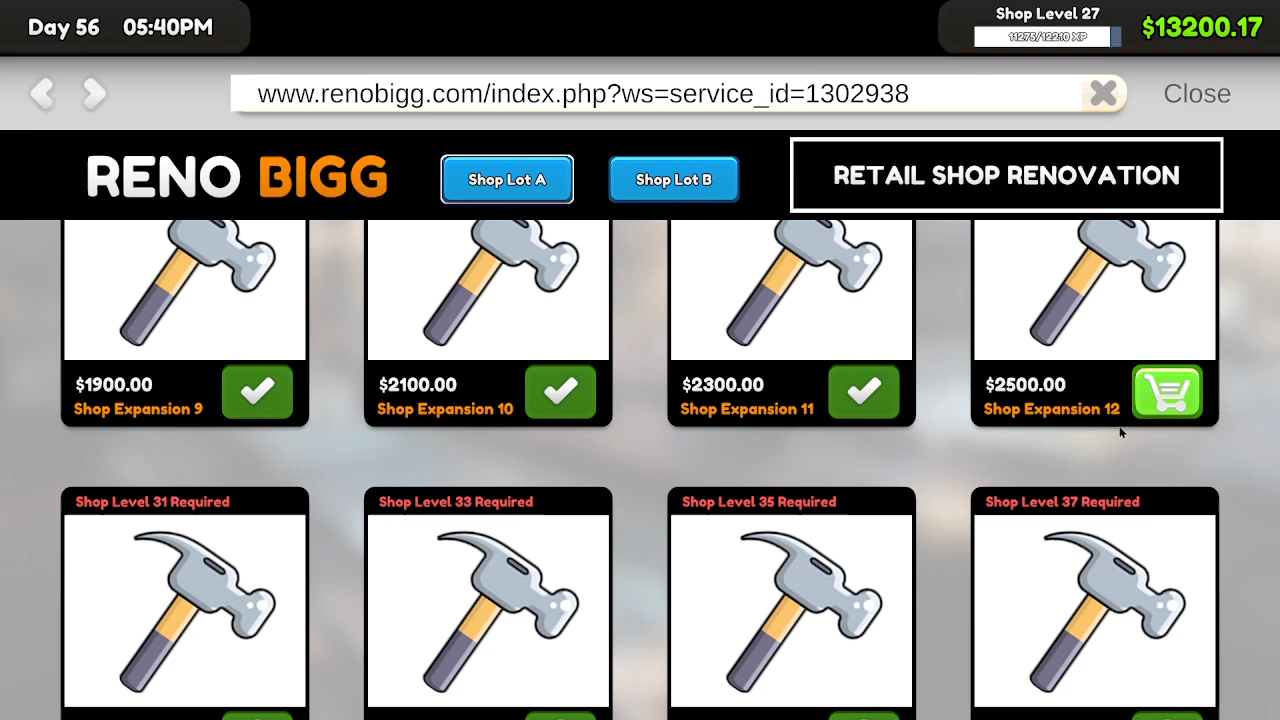 Day 56 05:40PM
Shop Level 27
11275/12210 XP
$13200.17
www.renobigg.com/index.php?ws=service_id=1302938
Close
RENO BIGG
Shop Lot A
Shop Lot B
RETAIL SHOP RENOVATION
$1900.00
Shop Expansion 9
$2100.00
Shop Expansion 10
$2300.00
Shop Expansion 11
$2500.00
Shop Expansion 12
Shop Level 31 Required
Shop Level 33 Required
Shop Level 35 Required
Shop Level 37 Required